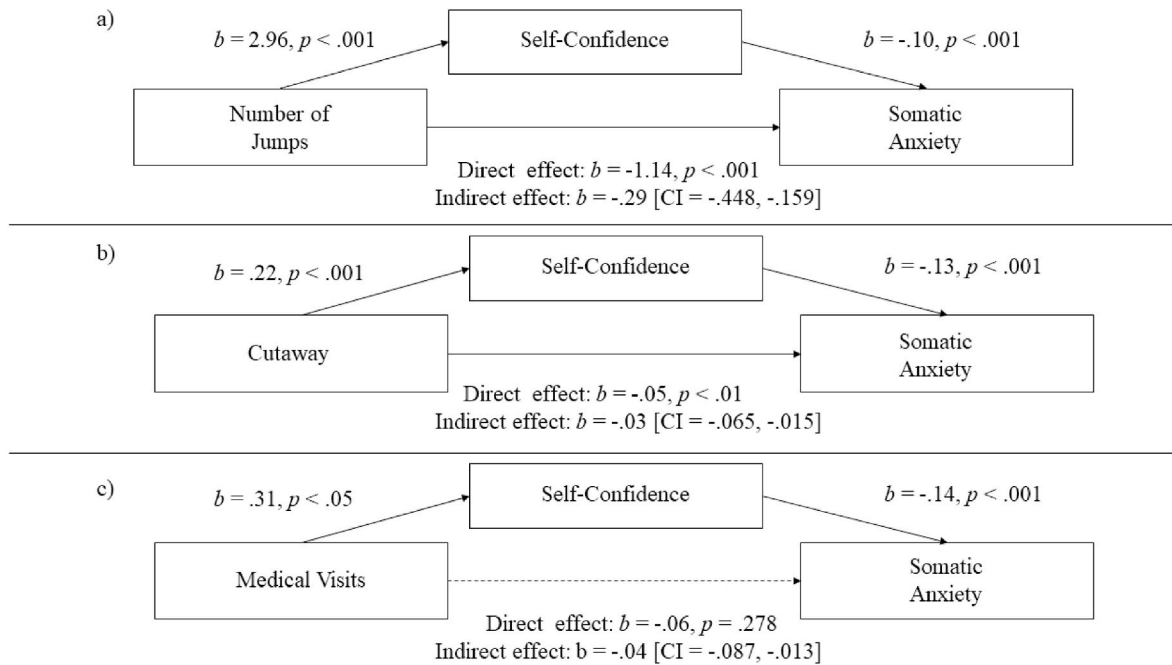 a)
b = 2.96, p < .001
Self-Confidence
b = -.10, p < .001
Number of
Jumps
Somatic
Anxiety
Direct effect: b = -1.14, p < .001
Indirect effect: b = -.29 [CI = -.448, -.159]
b)
b = .22, p < .001
Self-Confidence
b = -.13, p < .001
Cutaway
Somatic
Anxiety
Direct effect: b = -.05, p < .01
Indirect effect: b = -.03 [CI = -.065, -.015]
c)
b = .31, p < .05
Self-Confidence
b = -.14, p < .001
Medical Visits
Somatic
Anxiety
Direct effect: b = -.06, p = .278
Indirect effect: b = -.04 [CI = -.087, -.013]